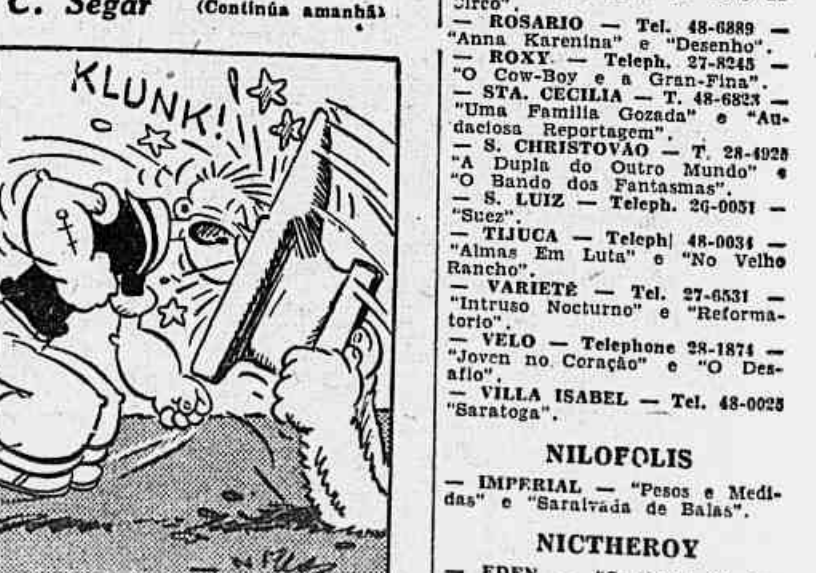 C. Segar
(Continúa amanhã)
KLUNK!
Circo".
— ROSARIO — Tel. 48-6889 —
"Anna Karenina" e "Desenho".
— ROXY — Teleph. 27-8245 —
"O Cow-Boy e a Gran-Fina".
— STA. CECILIA — T. 48-6823 —
"Uma Familia Gozada" e "Au-
daciosa Reportagem".
— S. CHRISTOVÃO — T. 28-4925
"A Dupla do Outro Mundo" e
"O Bando dos Fantasmas".
— S. LUIZ — Teleph. 26-0051 —
"Suez".
— TIJUCA — Teleph 48-0034 —
"Almas Em Luta" e "No Velho
Rancho".
— VARIETÉ — Tel. 27-6531 —
"Intruso Nocturno" e "Reforma-
torio".
— VELO — Telephone 28-1874 —
"Joven no Coração" e "O Des-
afio".
— VILLA ISABEL — Tel. 48-0025
"Saratoga".
NILOPOLIS
— IMPERIAL — "Pesos e Medi-
das" e "Saraivada de Balas".
NICTHEROY
— EDEN —